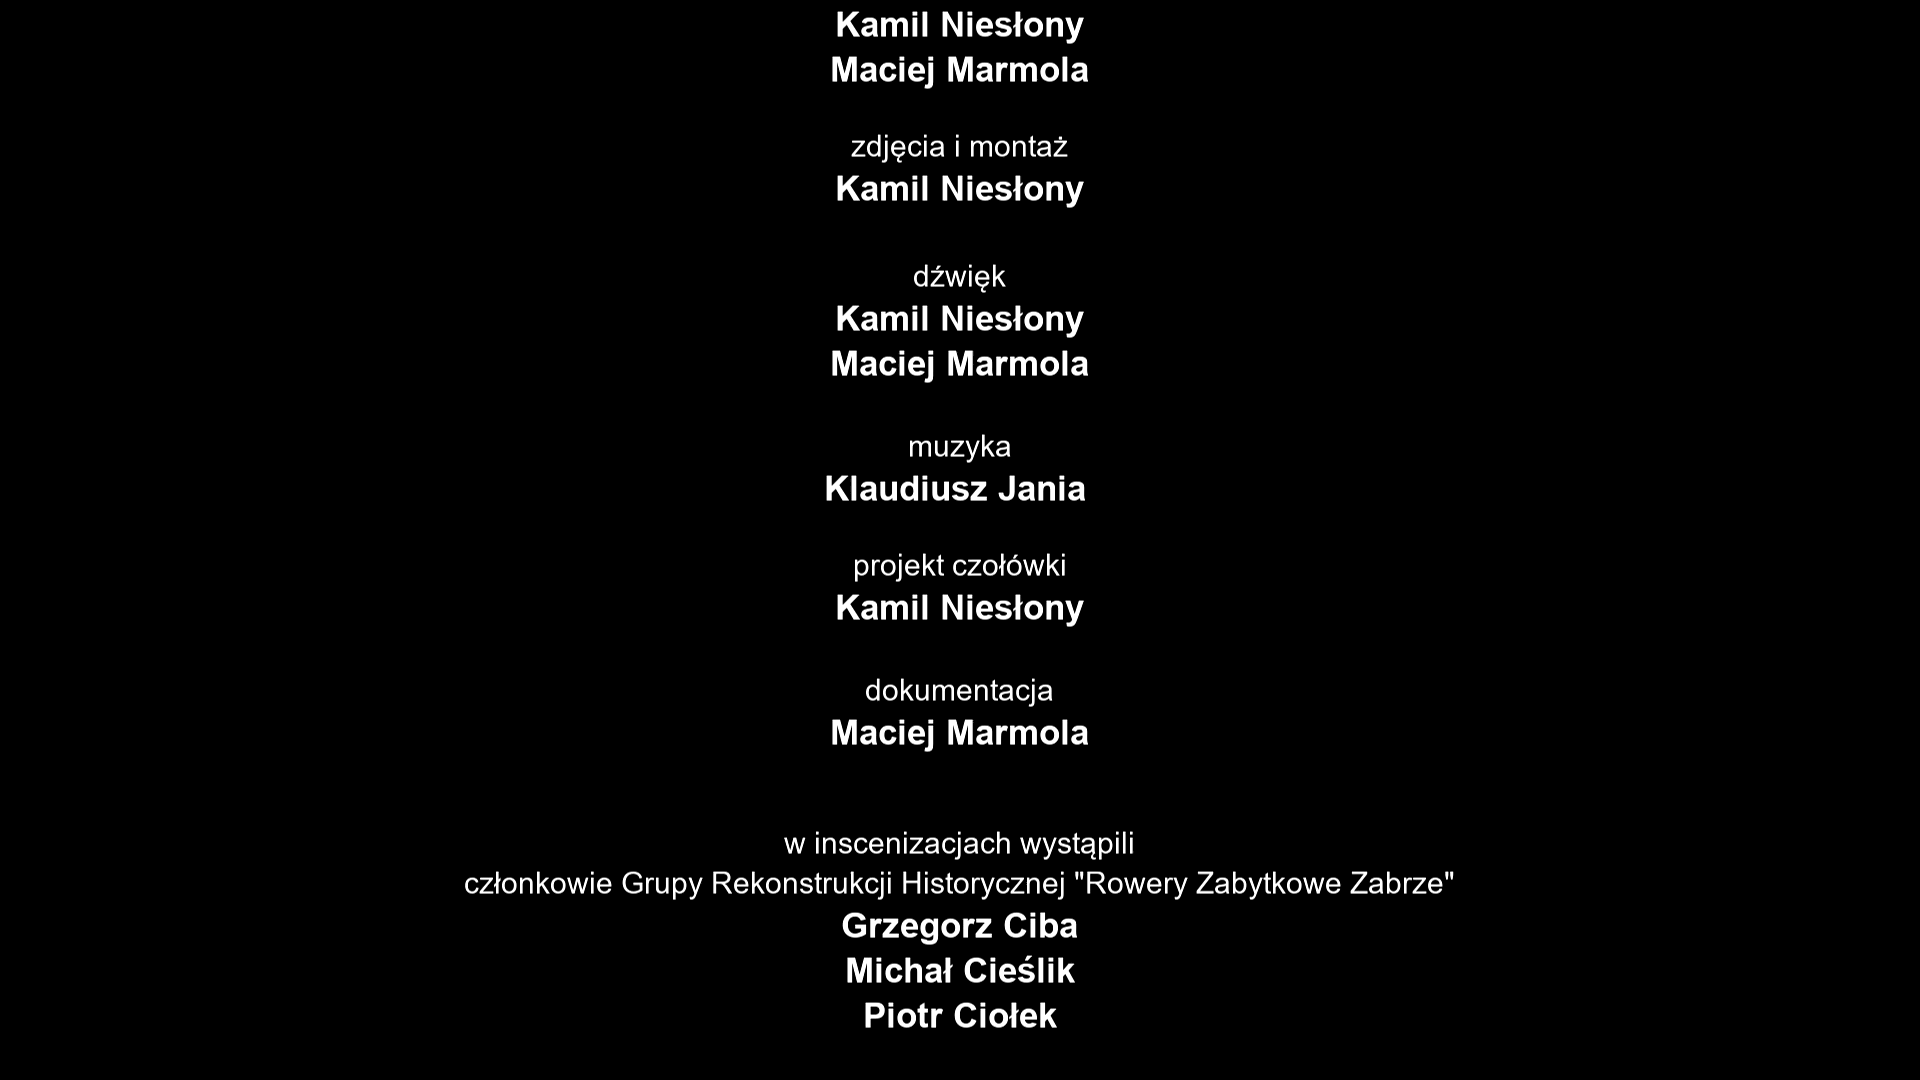 Kamil Niesłony
Maciej Marmola
zdjęcia i montaż
Kamil Niesłony
dźwięk
Kamil Niesłony
Maciej Marmola
muzyka
Klaudiusz Jania
projekt czołówki
Kamil Niesłony
dokumentacja
Maciej Marmola
w inscenizacjach wystąpili
członkowie Grupy Rekonstrukcji Historycznej "Rowery Zabytkowe Zabrze"
Grzegorz Ciba
Michał Cieślik
Piotr Ciołek